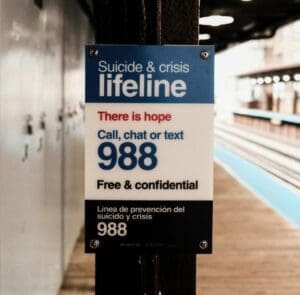 Suicide & crisis
lifeline
There is hope
Call, chat or text
988
Free & confidential
Línea de prevención del
suicidio y crisis
988